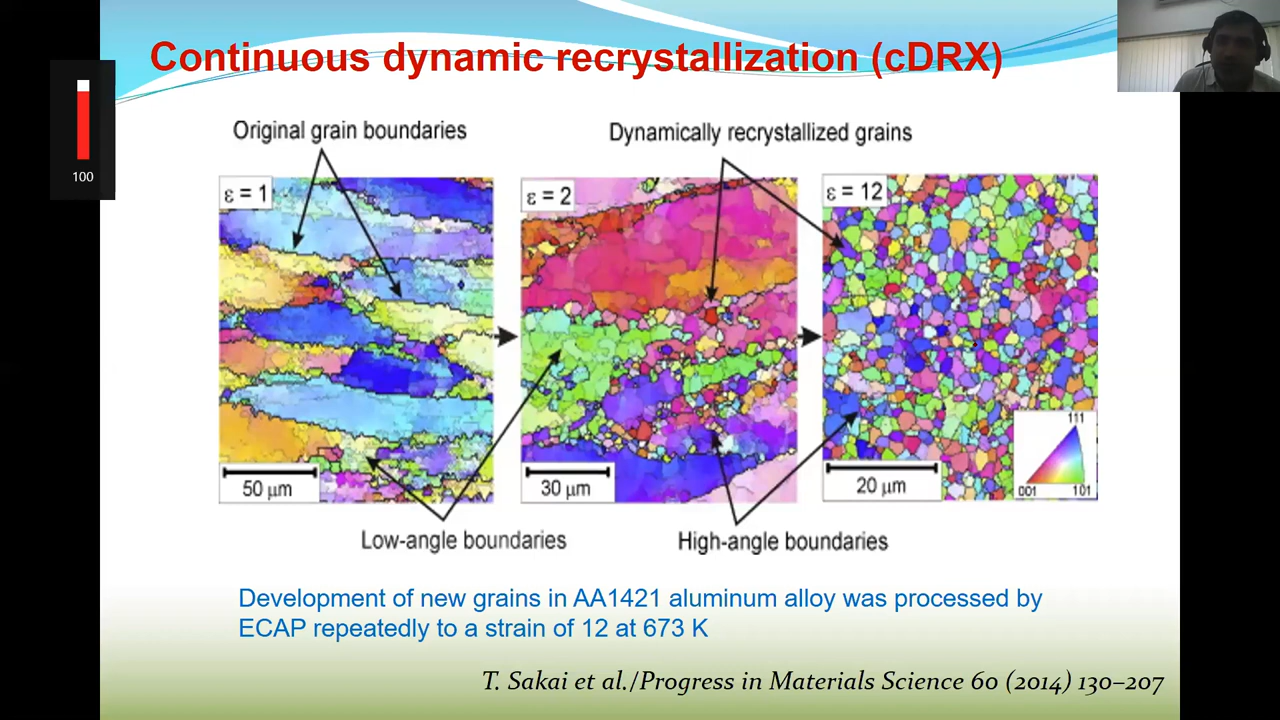 Continuous dynamic recrystallization (cDRX)
100
Original grain boundaries
Dynamically recrystallized grains
ε = 1
ε = 2
ε = 12
50 μm
30 μm
20 μm
111
001
101
Low-angle boundaries
High-angle boundaries
Development of new grains in AA1421 aluminum alloy was processed by
ECAP repeatedly to a strain of 12 at 673 K
T. Sakai et al./Progress in Materials Science 60 (2014) 130–207